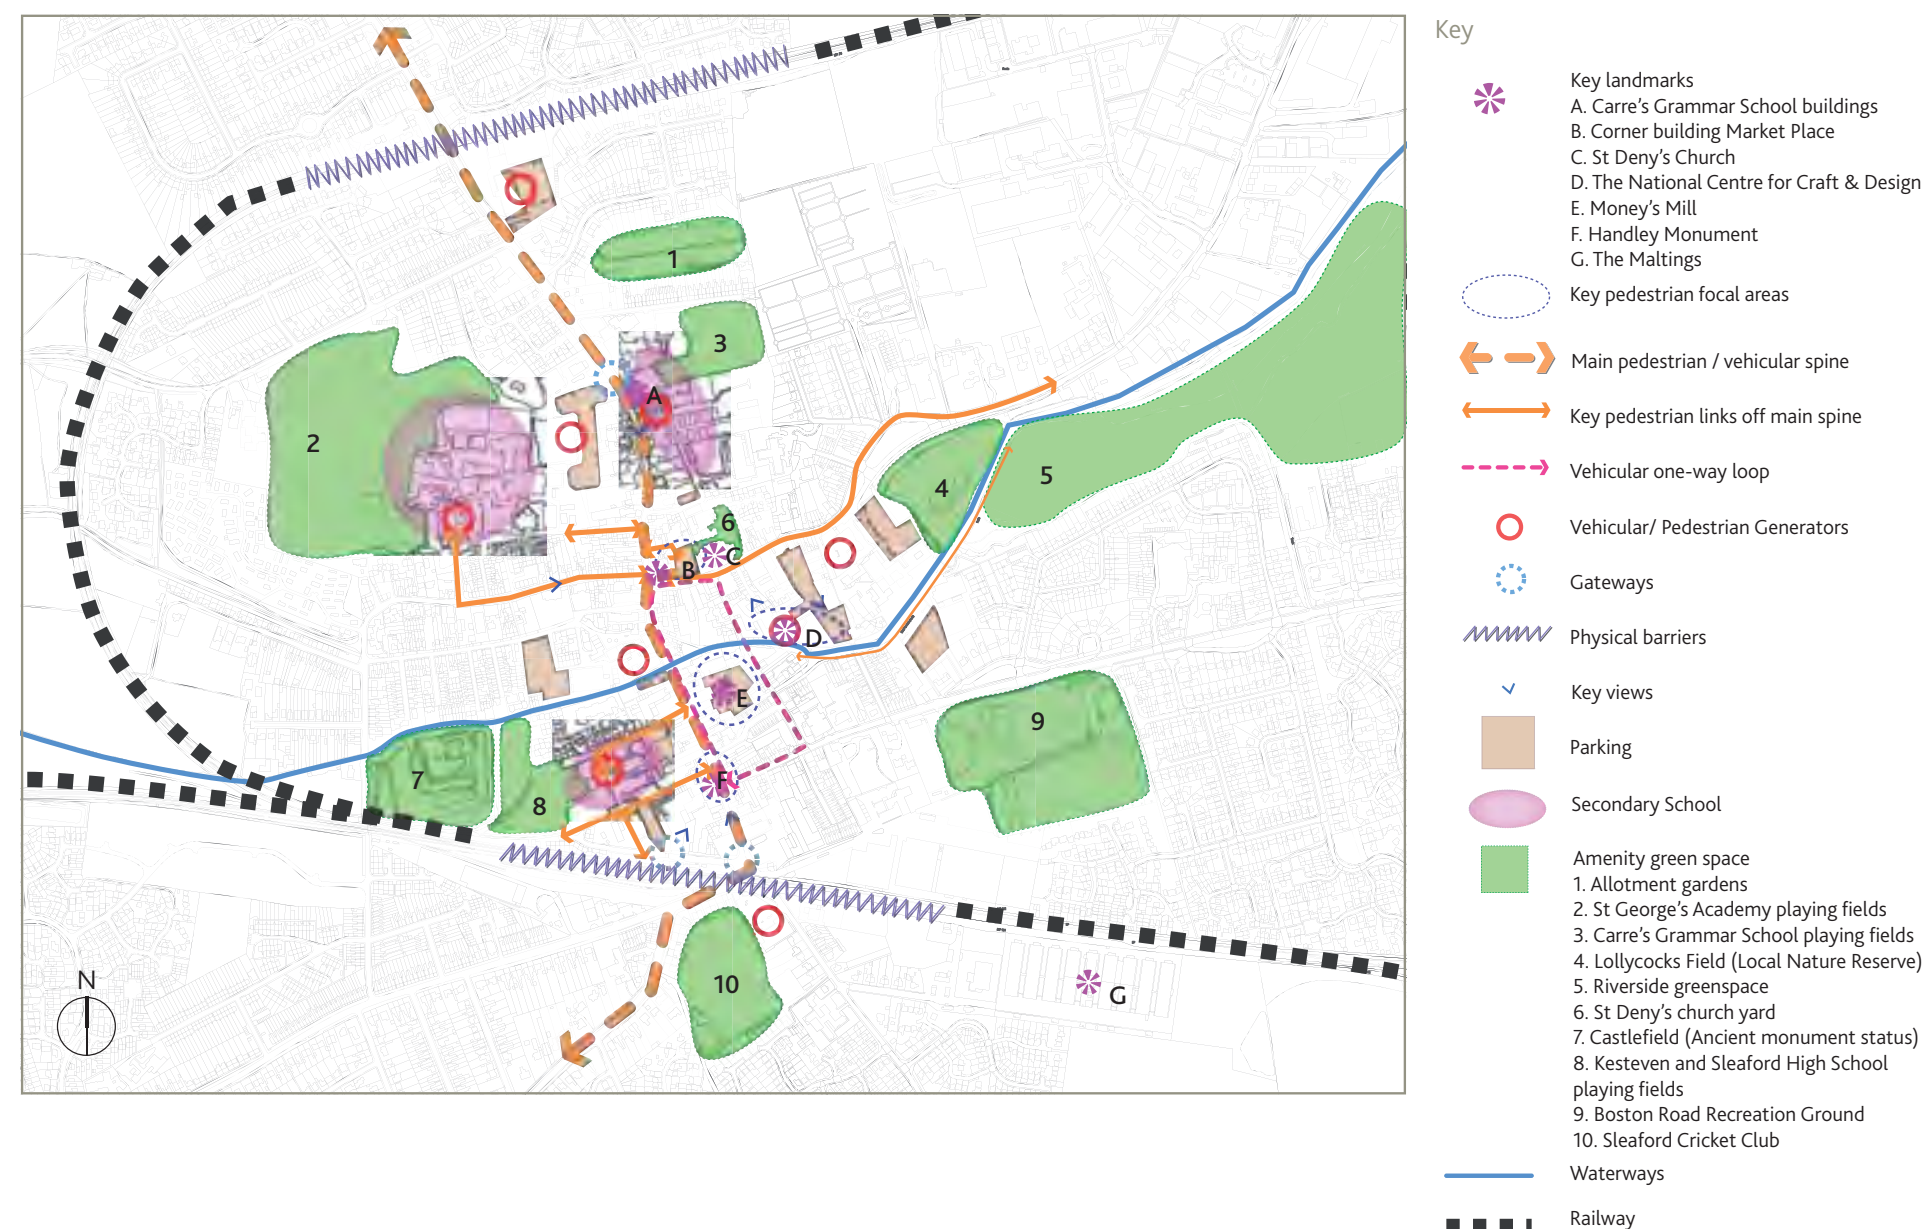 Key
Key landmarks
A. Carre's Grammar School buildings
B. Corner building Market Place
C. St Deny's Church
D. The National Centre for Craft & Design
E. Money's Mill
F. Handley Monument
G. The Maltings
Key pedestrian focal areas
Main pedestrian / vehicular spine
Key pedestrian links off main spine
Vehicular one-way loop
Vehicular/ Pedestrian Generators
Gateways
Physical barriers
Key views
Parking
Secondary School
Amenity green space
1. Allotment gardens
2. St George's Academy playing fields
3. Carre's Grammar School playing fields
4. Lollycocks Field (Local Nature Reserve)
5. Riverside greenspace
6. St Deny's church yard
7. Castlefield (Ancient monument status)
8. Kesteven and Sleaford High School
playing fields
9. Boston Road Recreation Ground
10. Sleaford Cricket Club
Waterways
Railway
1
3
A
2
4
5
6
C
B
D
E
9
F
7
8
10
G
N